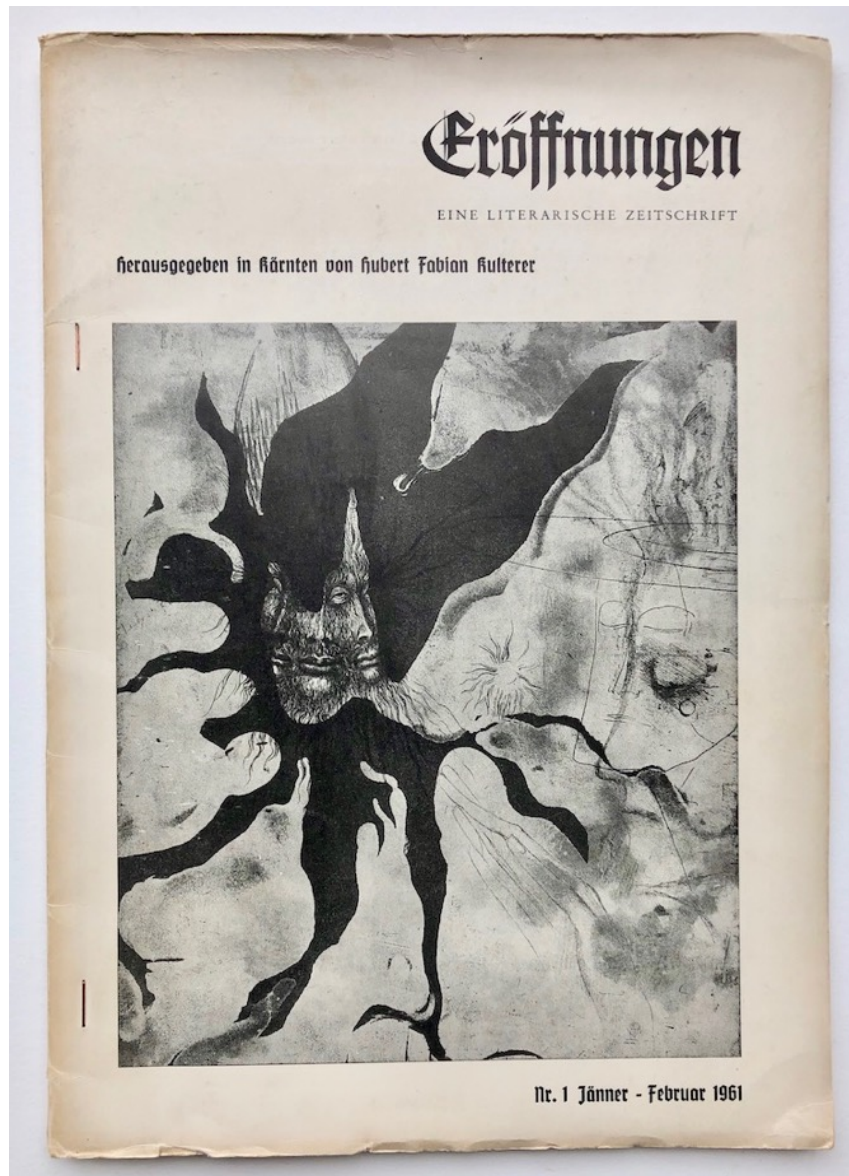 Eröffnungen
EINE LITERARISCHE ZEITSCHRIFT
Herausgegeben in Kärnten von Hubert Fabian Kulterer
Nr. 1 Jänner - Februar 1961